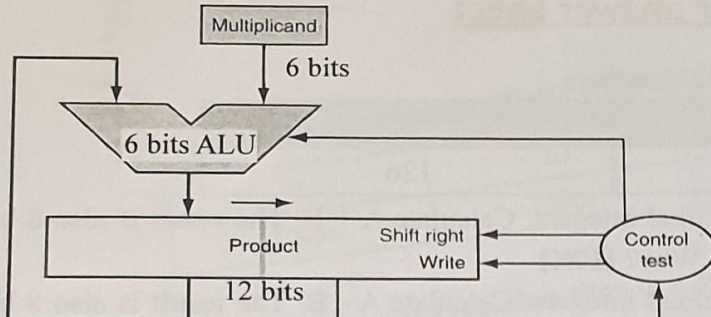 Multiplicand
6 bits
6 bits ALU
Product
Shift right
Write
Control
test
12 bits